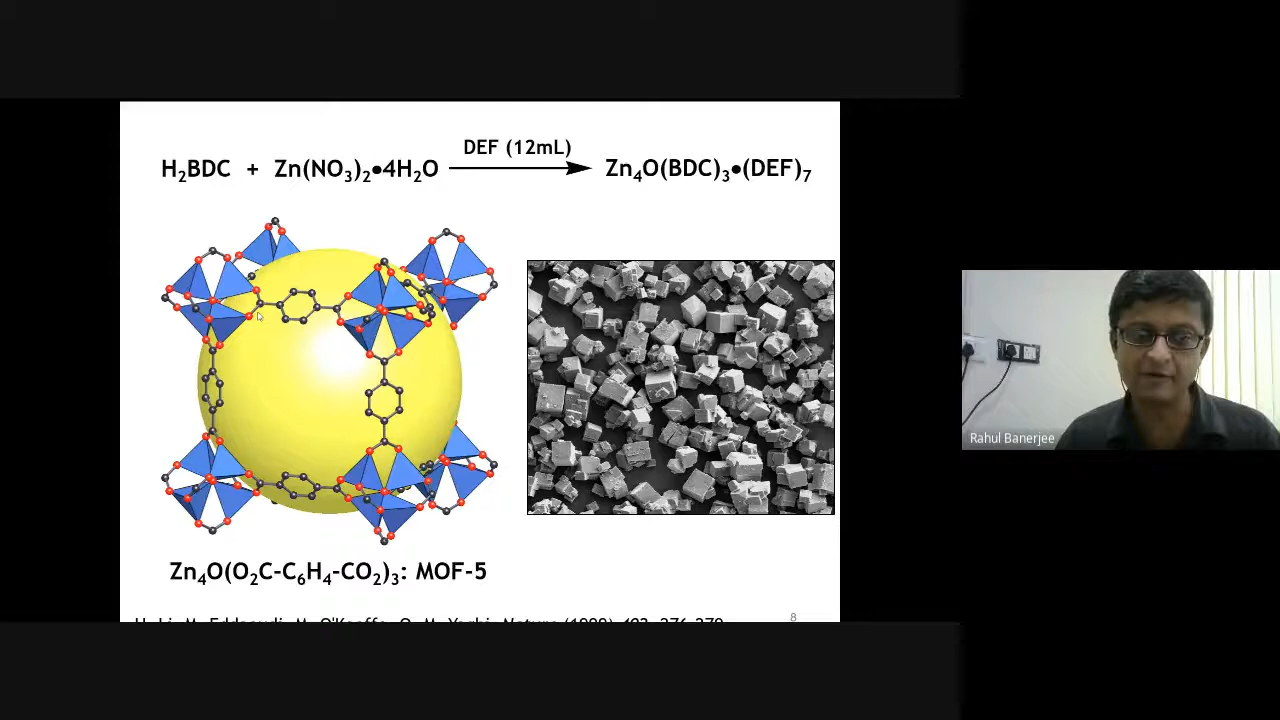 DEF (12mL)
H₂BDC + Zn(NO₃)₂•4H₂O → Zn₄O(BDC)₃•(DEF)₇
Rahul Banerjee
Zn₄O(O₂C-C₆H₄-CO₂)₃: MOF-5
8